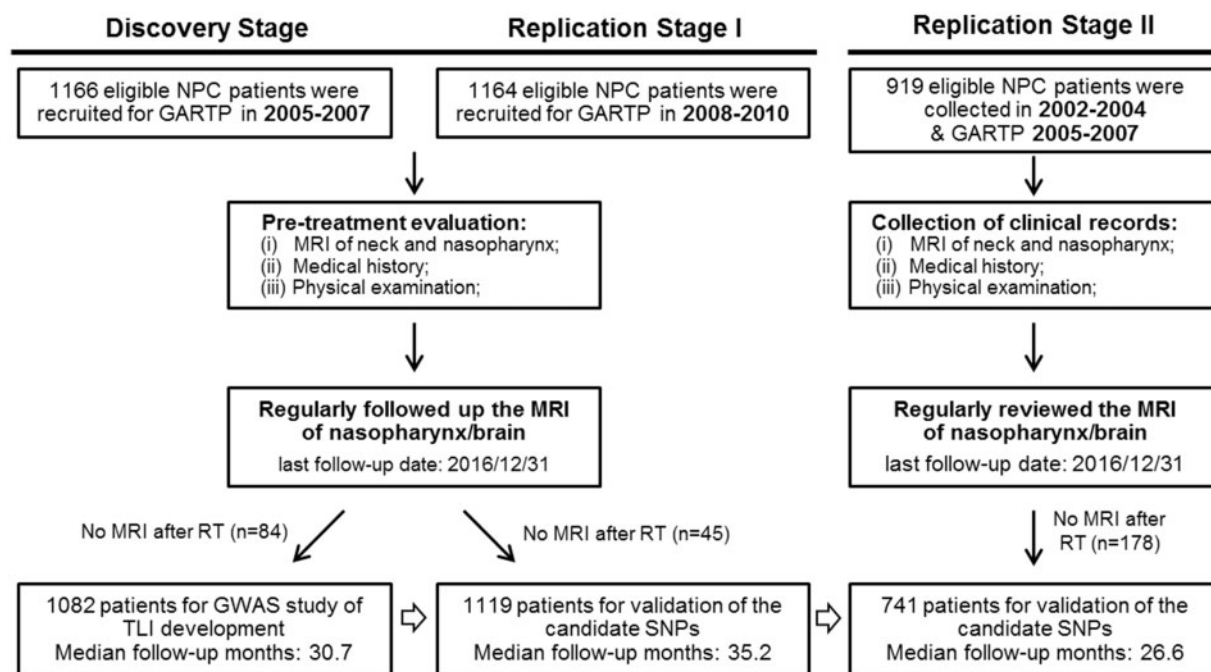 Discovery Stage
Replication Stage I
Replication Stage II
1166 eligible NPC patients were
recruited for GARTP in 2005-2007
1164 eligible NPC patients were
recruited for GARTP in 2008-2010
919 eligible NPC patients were
collected in 2002-2004
& GARTP 2005-2007
Pre-treatment evaluation:
(i) MRI of neck and nasopharynx;
(ii) Medical history;
(iii) Physical examination;
Collection of clinical records:
(i) MRI of neck and nasopharynx;
(ii) Medical history;
(iii) Physical examination;
Regularly followed up the MRI
of nasopharynx/brain
last follow-up date: 2016/12/31
Regularly reviewed the MRI
of nasopharynx/brain
last follow-up date: 2016/12/31
No MRI after RT (n=84)
No MRI after RT (n=45)
No MRI after
RT (n=178)
1082 patients for GWAS study of
TLI development
Median follow-up months: 30.7
1119 patients for validation of the
candidate SNPs
Median follow-up months: 35.2
741 patients for validation of the
candidate SNPs
Median follow-up months: 26.6